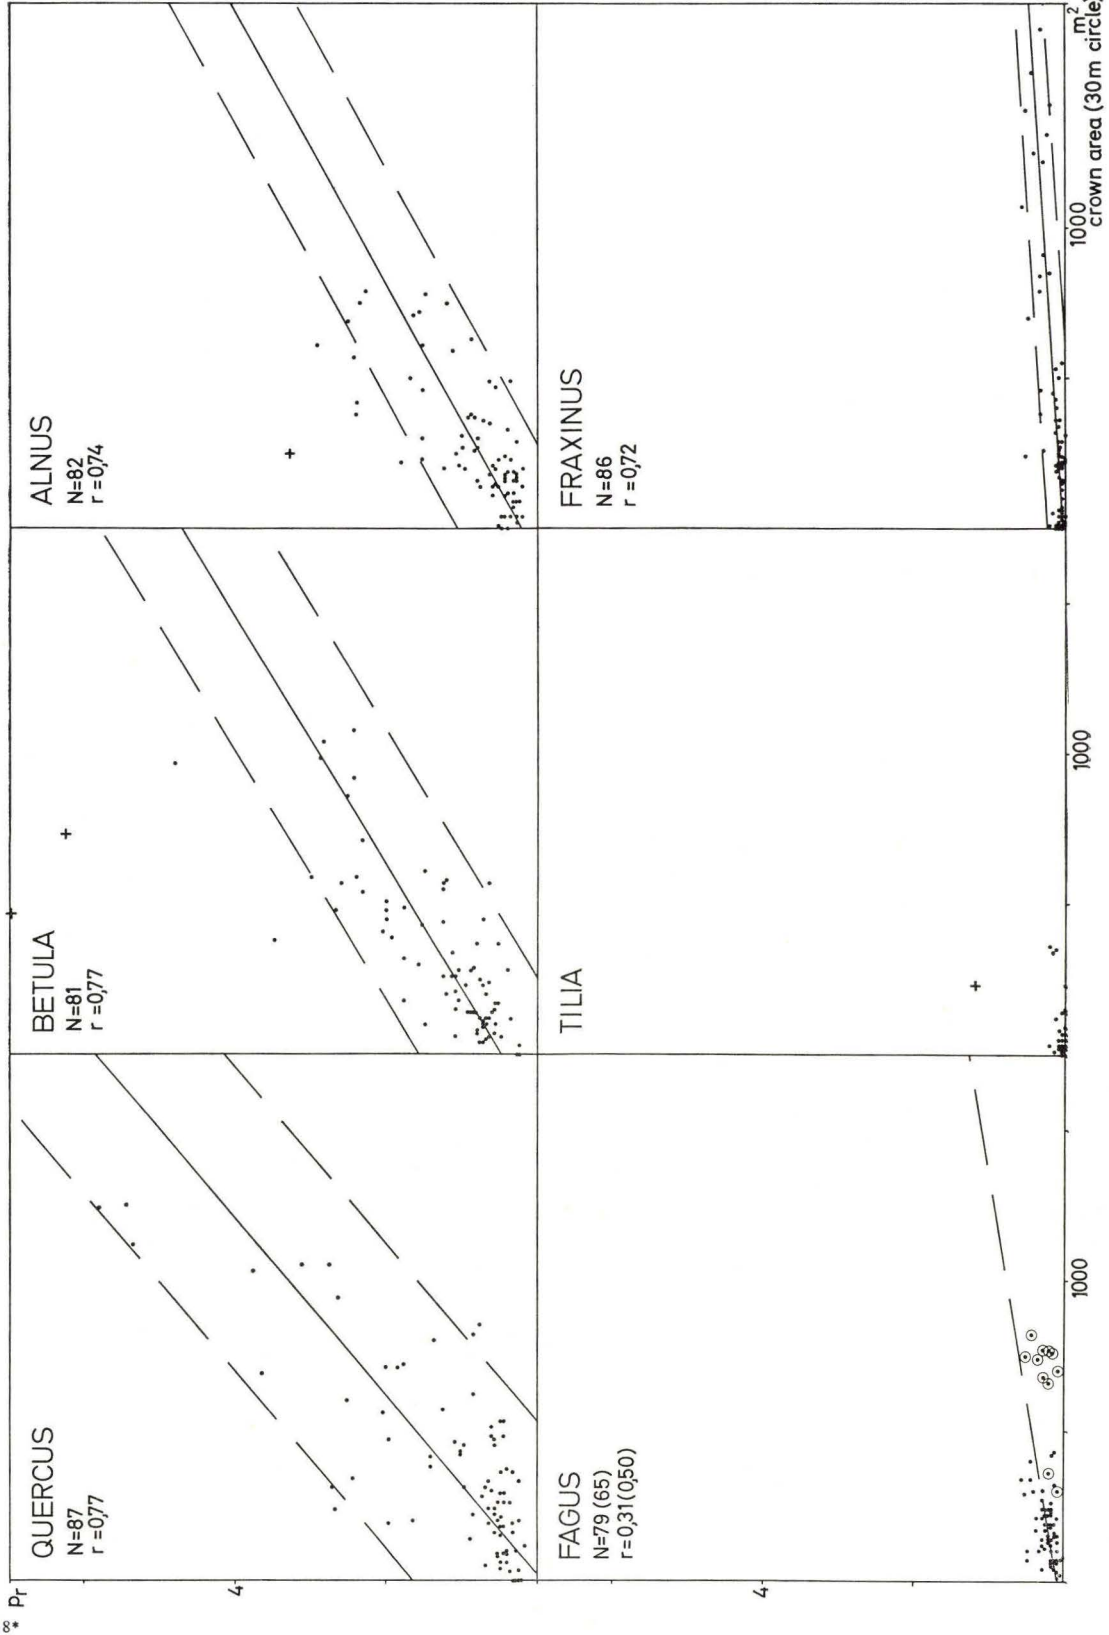 8*
Pr
4
QUERCUS
N=87
r=0,77
BETULA
N=81
r=0,77
ALNUS
N=82
r=0,74
4
FAGUS
N=79 (65)
r=0,31(0,50)
TILIA
FRAXINUS
N=86
r=0,72
1000
1000
1000
m²
crown area (30m circle)